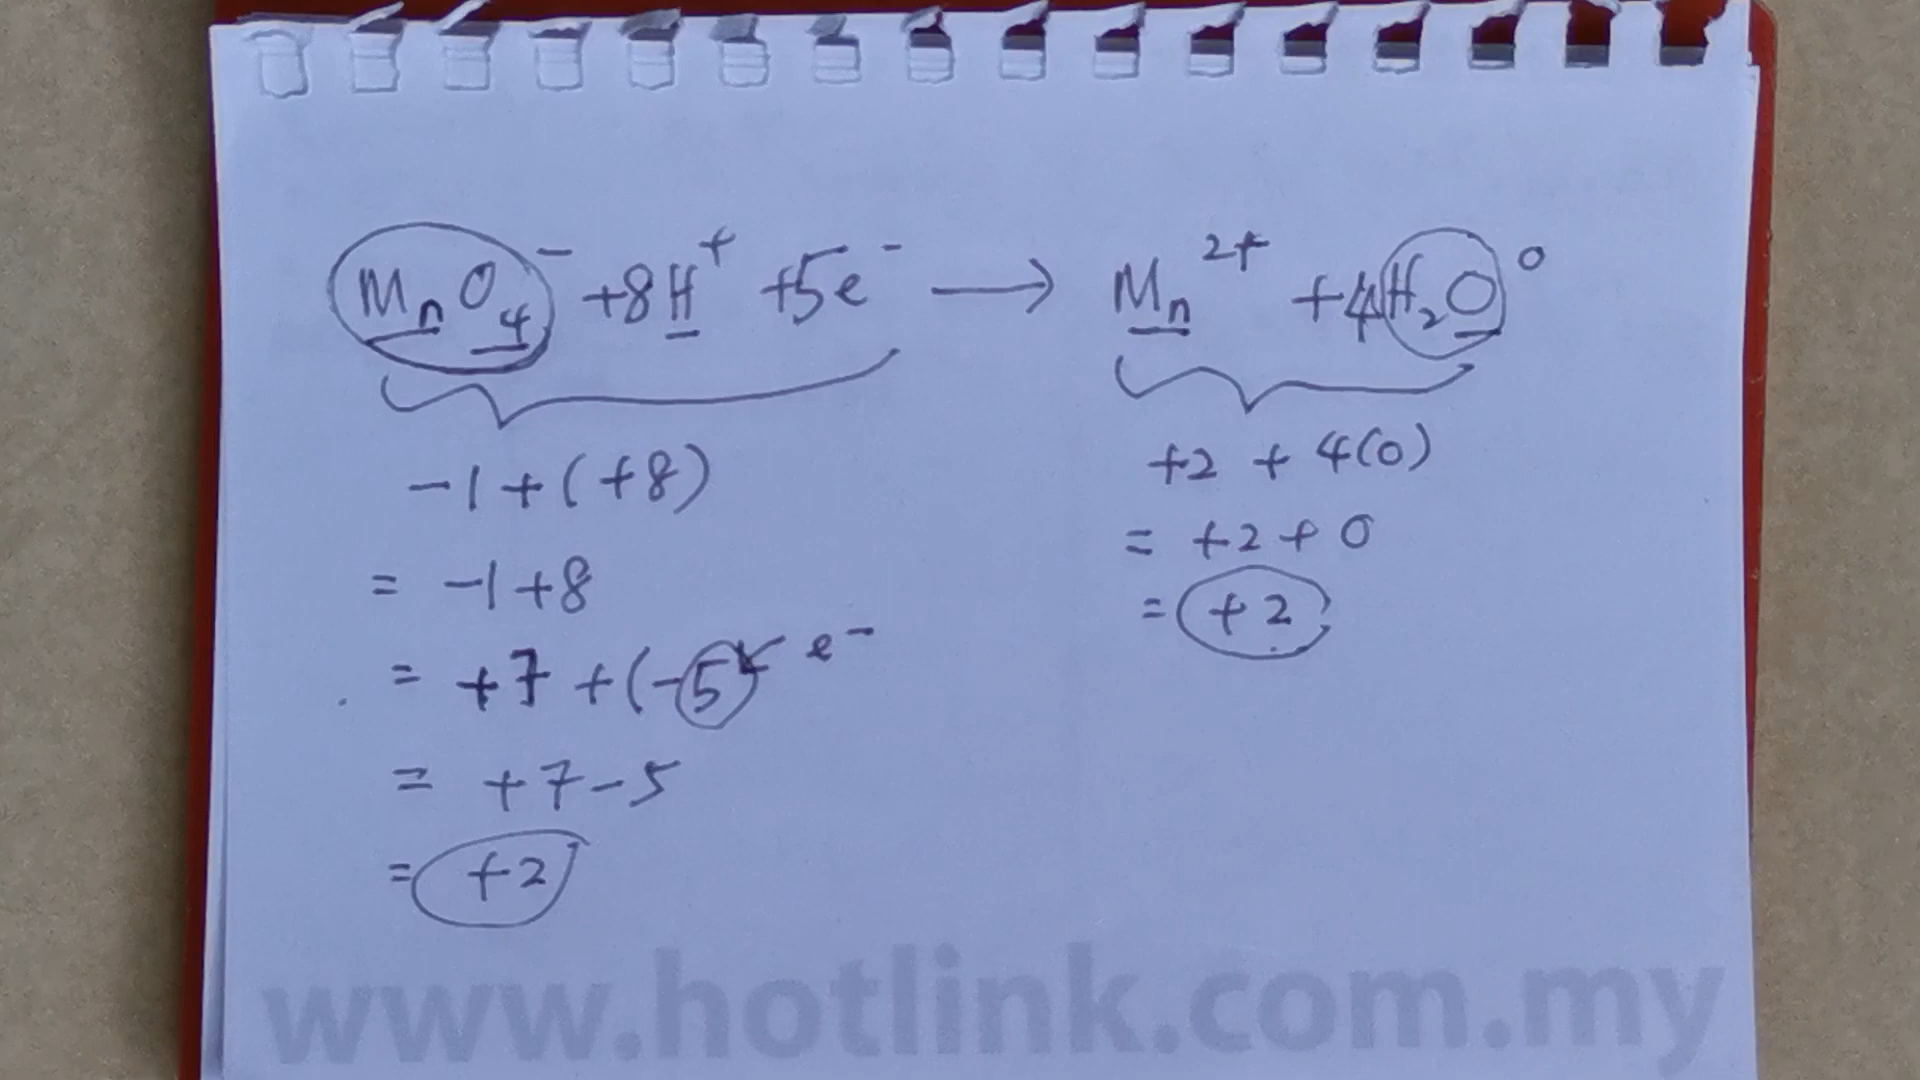 MnO₄⁻ +8H⁺ +5e⁻ ⟶ Mn²⁺ +4H₂O⁰
-1+(+8)
= -1+8
= +7 +(-5 ↙ e⁻
= +7-5
= +2
+2 + 4(0)
= +2+0
= +2
www.hotlink.com.my